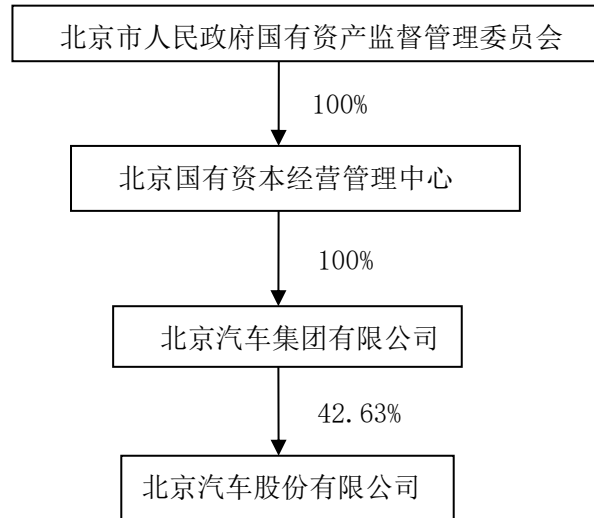 北京市人民政府国有资产监督管理委员会
100%
北京国有资本经营管理中心
100%
北京汽车集团有限公司
42.63%
北京汽车股份有限公司